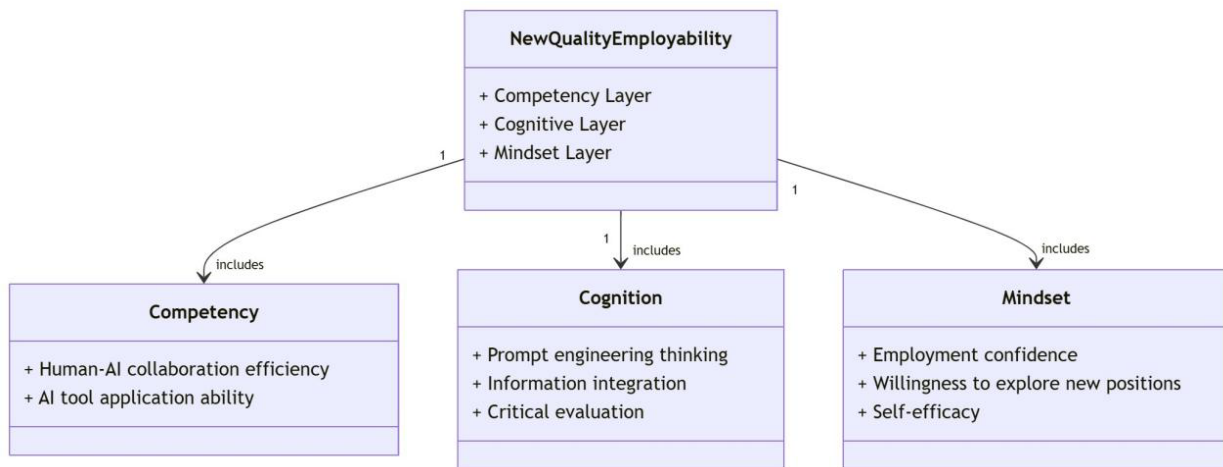 NewQualityEmployability
+ Competency Layer
+ Cognitive Layer
+ Mindset Layer
1
1
1
includes
includes
includes
Competency
+ Human-AI collaboration efficiency
+ AI tool application ability
Cognition
+ Prompt engineering thinking
+ Information integration
+ Critical evaluation
Mindset
+ Employment confidence
+ Willingness to explore new positions
+ Self-efficacy